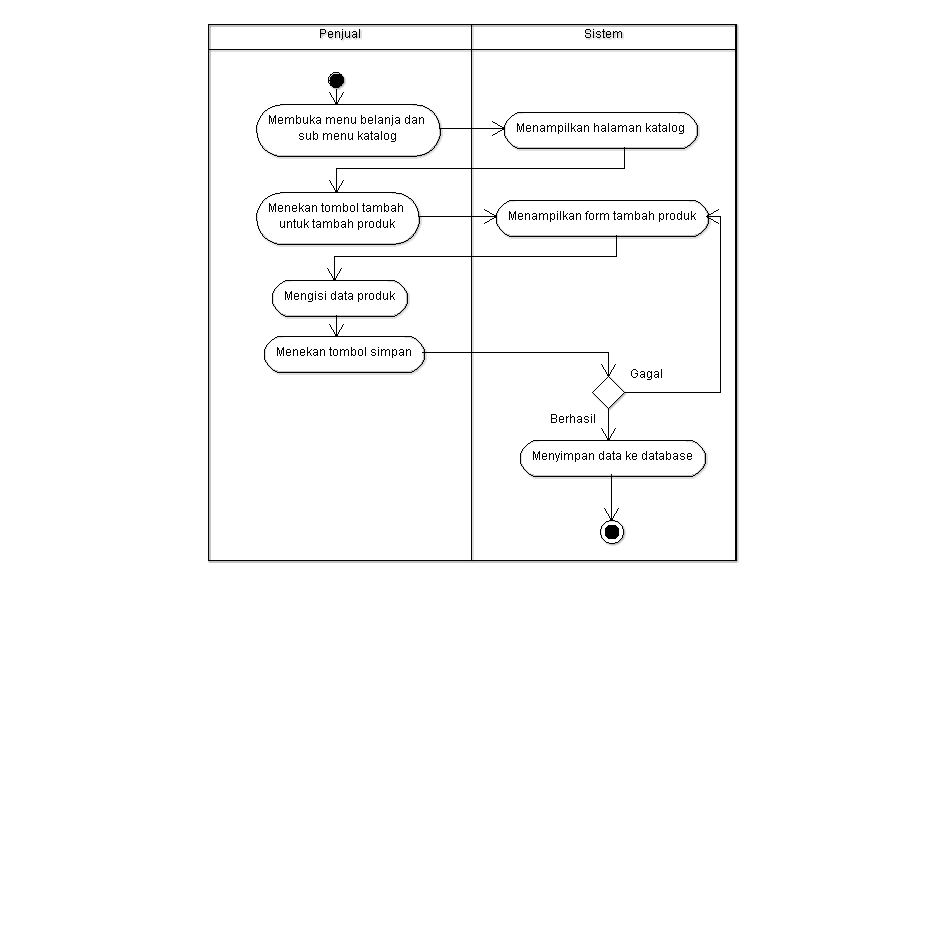 Penjual
Sistem
Membuka menu belanja dan
sub menu katalog
Menampilkan halaman katalog
Menekan tombol tambah
untuk tambah produk
Menampilkan form tambah produk
Mengisi data produk
Menekan tombol simpan
Gagal
Berhasil
Menyimpan data ke database